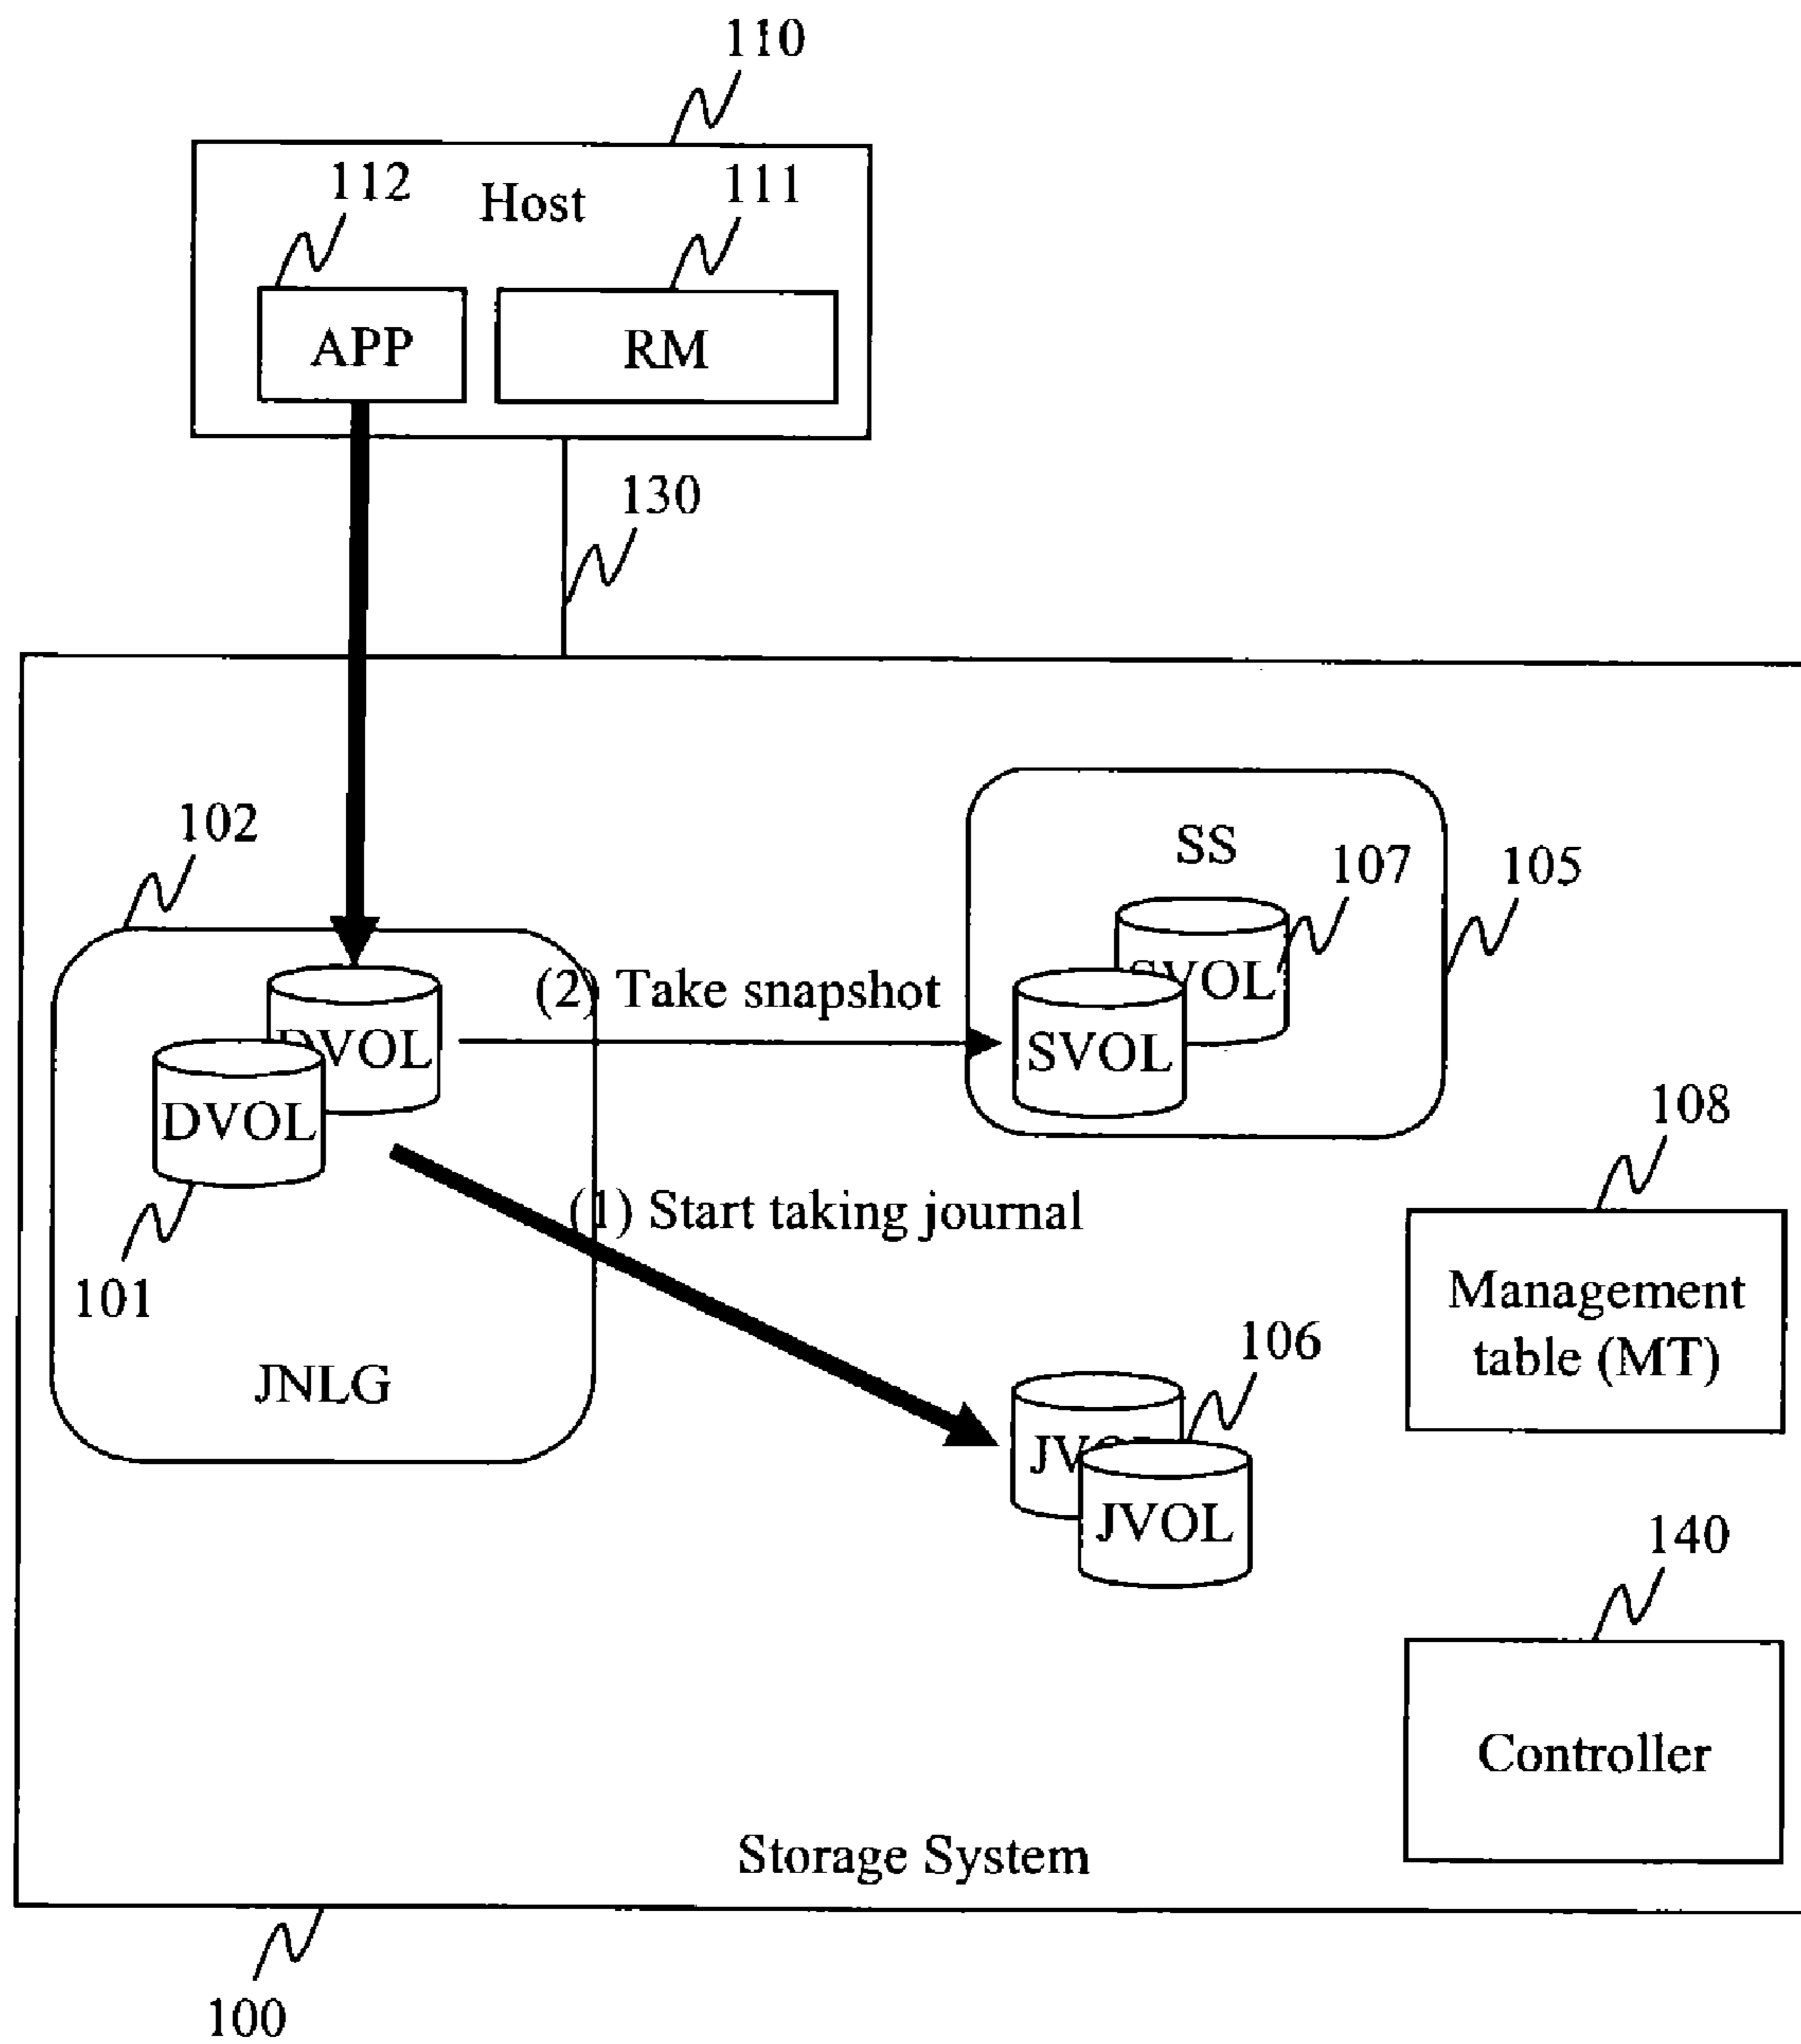 110
112
Host
111
APP
RM
130
102
SS
107
105
(2) Take snapshot
SVOL
SVOL
DVOL
DVOL
108
(1) Start taking journal
101
Management
table (MT)
106
JNLG
JVOL
JVOL
140
Controller
Storage System
100